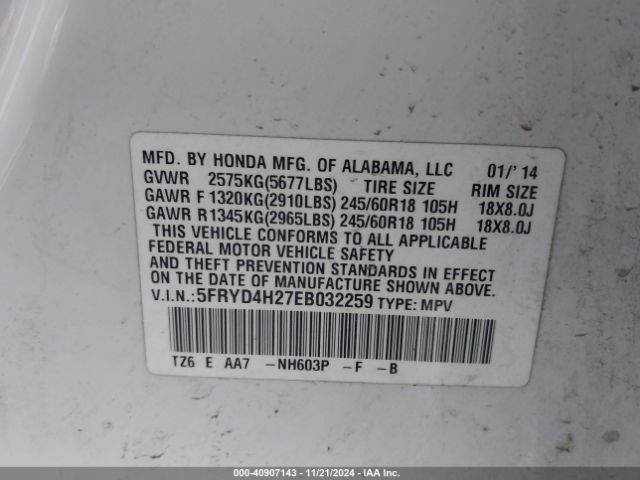 MFD. BY HONDA MFG. OF ALABAMA, LLC 01/'14
GVWR 2575KG(5677LBS) TIRE SIZE RIM SIZE
GAWR F 1320KG(2910LBS) 245/60R18 105H 18X8.0J
GAWR R 1345KG(2965LBS) 245/60R18 105H 18X8.0J
THIS VEHICLE CONFORMS TO ALL APPLICABLE
FEDERAL MOTOR VEHICLE SAFETY
AND THEFT PREVENTION STANDARDS IN EFFECT
ON THE DATE OF MANUFACTURE SHOWN ABOVE.
V.I.N.:5FRYD4H27EB032259 TYPE: MPV
TZ6 E AA7 -NH603P -F -B
000-40907143 - 11/21/2024 - IAA Inc.